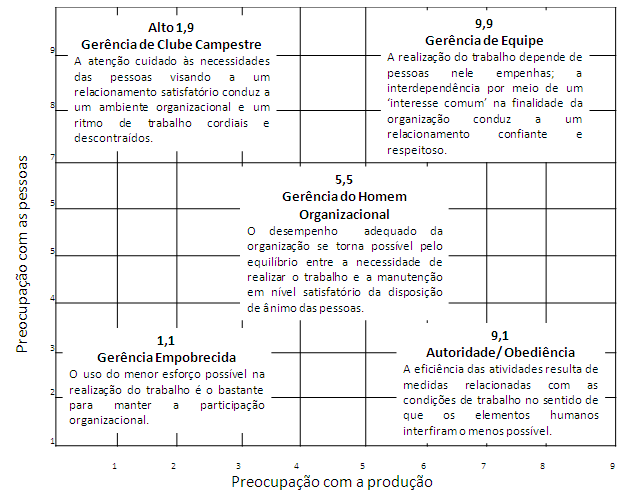 Alto 1,9
Gerência de Clube Campestre
A atenção cuidado às necessidades
das pessoas visando a um
relacionamento satisfatório conduz a
a um ambiente organizacional e um
ritmo de trabalho cordiais e
descontraídos.
9,9
Gerência de Equipe
A realização do trabalho depende de
pessoas nele empenhas; a
interdependência por meio de um
‘interesse comum’ na finalidade da
organização conduz a um
relacionamento confiante e
respeitoso.
5,5
Gerência do Homem
Organizacional
O desempenho adequado da
organização se torna possível pelo
equilíbrio entre a necessidade de
realizar o trabalho e a manutenção
em nível satisfatório da disposição
de ânimo das pessoas.
1,1
Gerência Empobrecida
O uso do menor esforço possível na
realização do trabalho é o bastante
para manter a participação
organizacional.
9,1
Autoridade/ Obediência
A eficiência das atividades resulta de
medidas relacionadas com as
condições de trabalho no sentido de
que os elementos humanos
interfiram o menos possível.
Preocupação com as pessoas
9
8
7
5
5
4
3
2
1
1 2 3 4 5 6 7 8 9
Preocupação com a produção